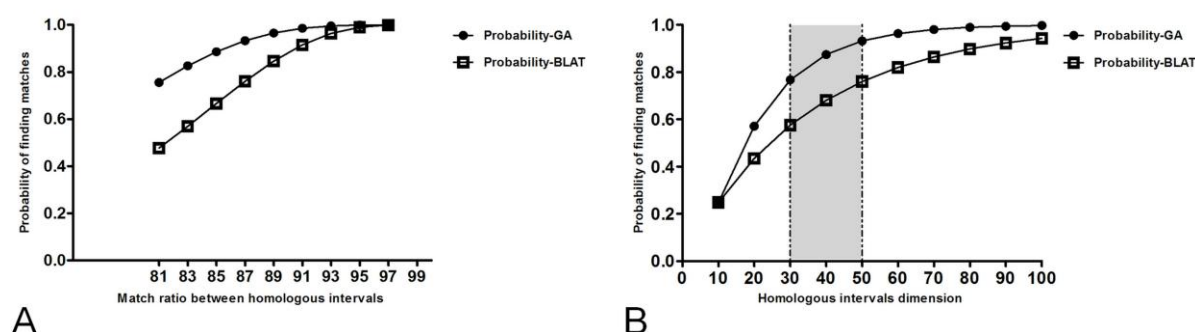 Probability of finding matches
1.0
0.8
0.6
0.4
0.2
0.0
81 83 85 87 89 91 93 95 97 99
Match ratio between homologous intervals
Probability-GA
Probability-BLAT
A
Probability of finding matches
1.0
0.8
0.6
0.4
0.2
0.0
0 10 20 30 40 50 60 70 80 90 100
Homologous intervals dimension
Probability-GA
Probability-BLAT
B